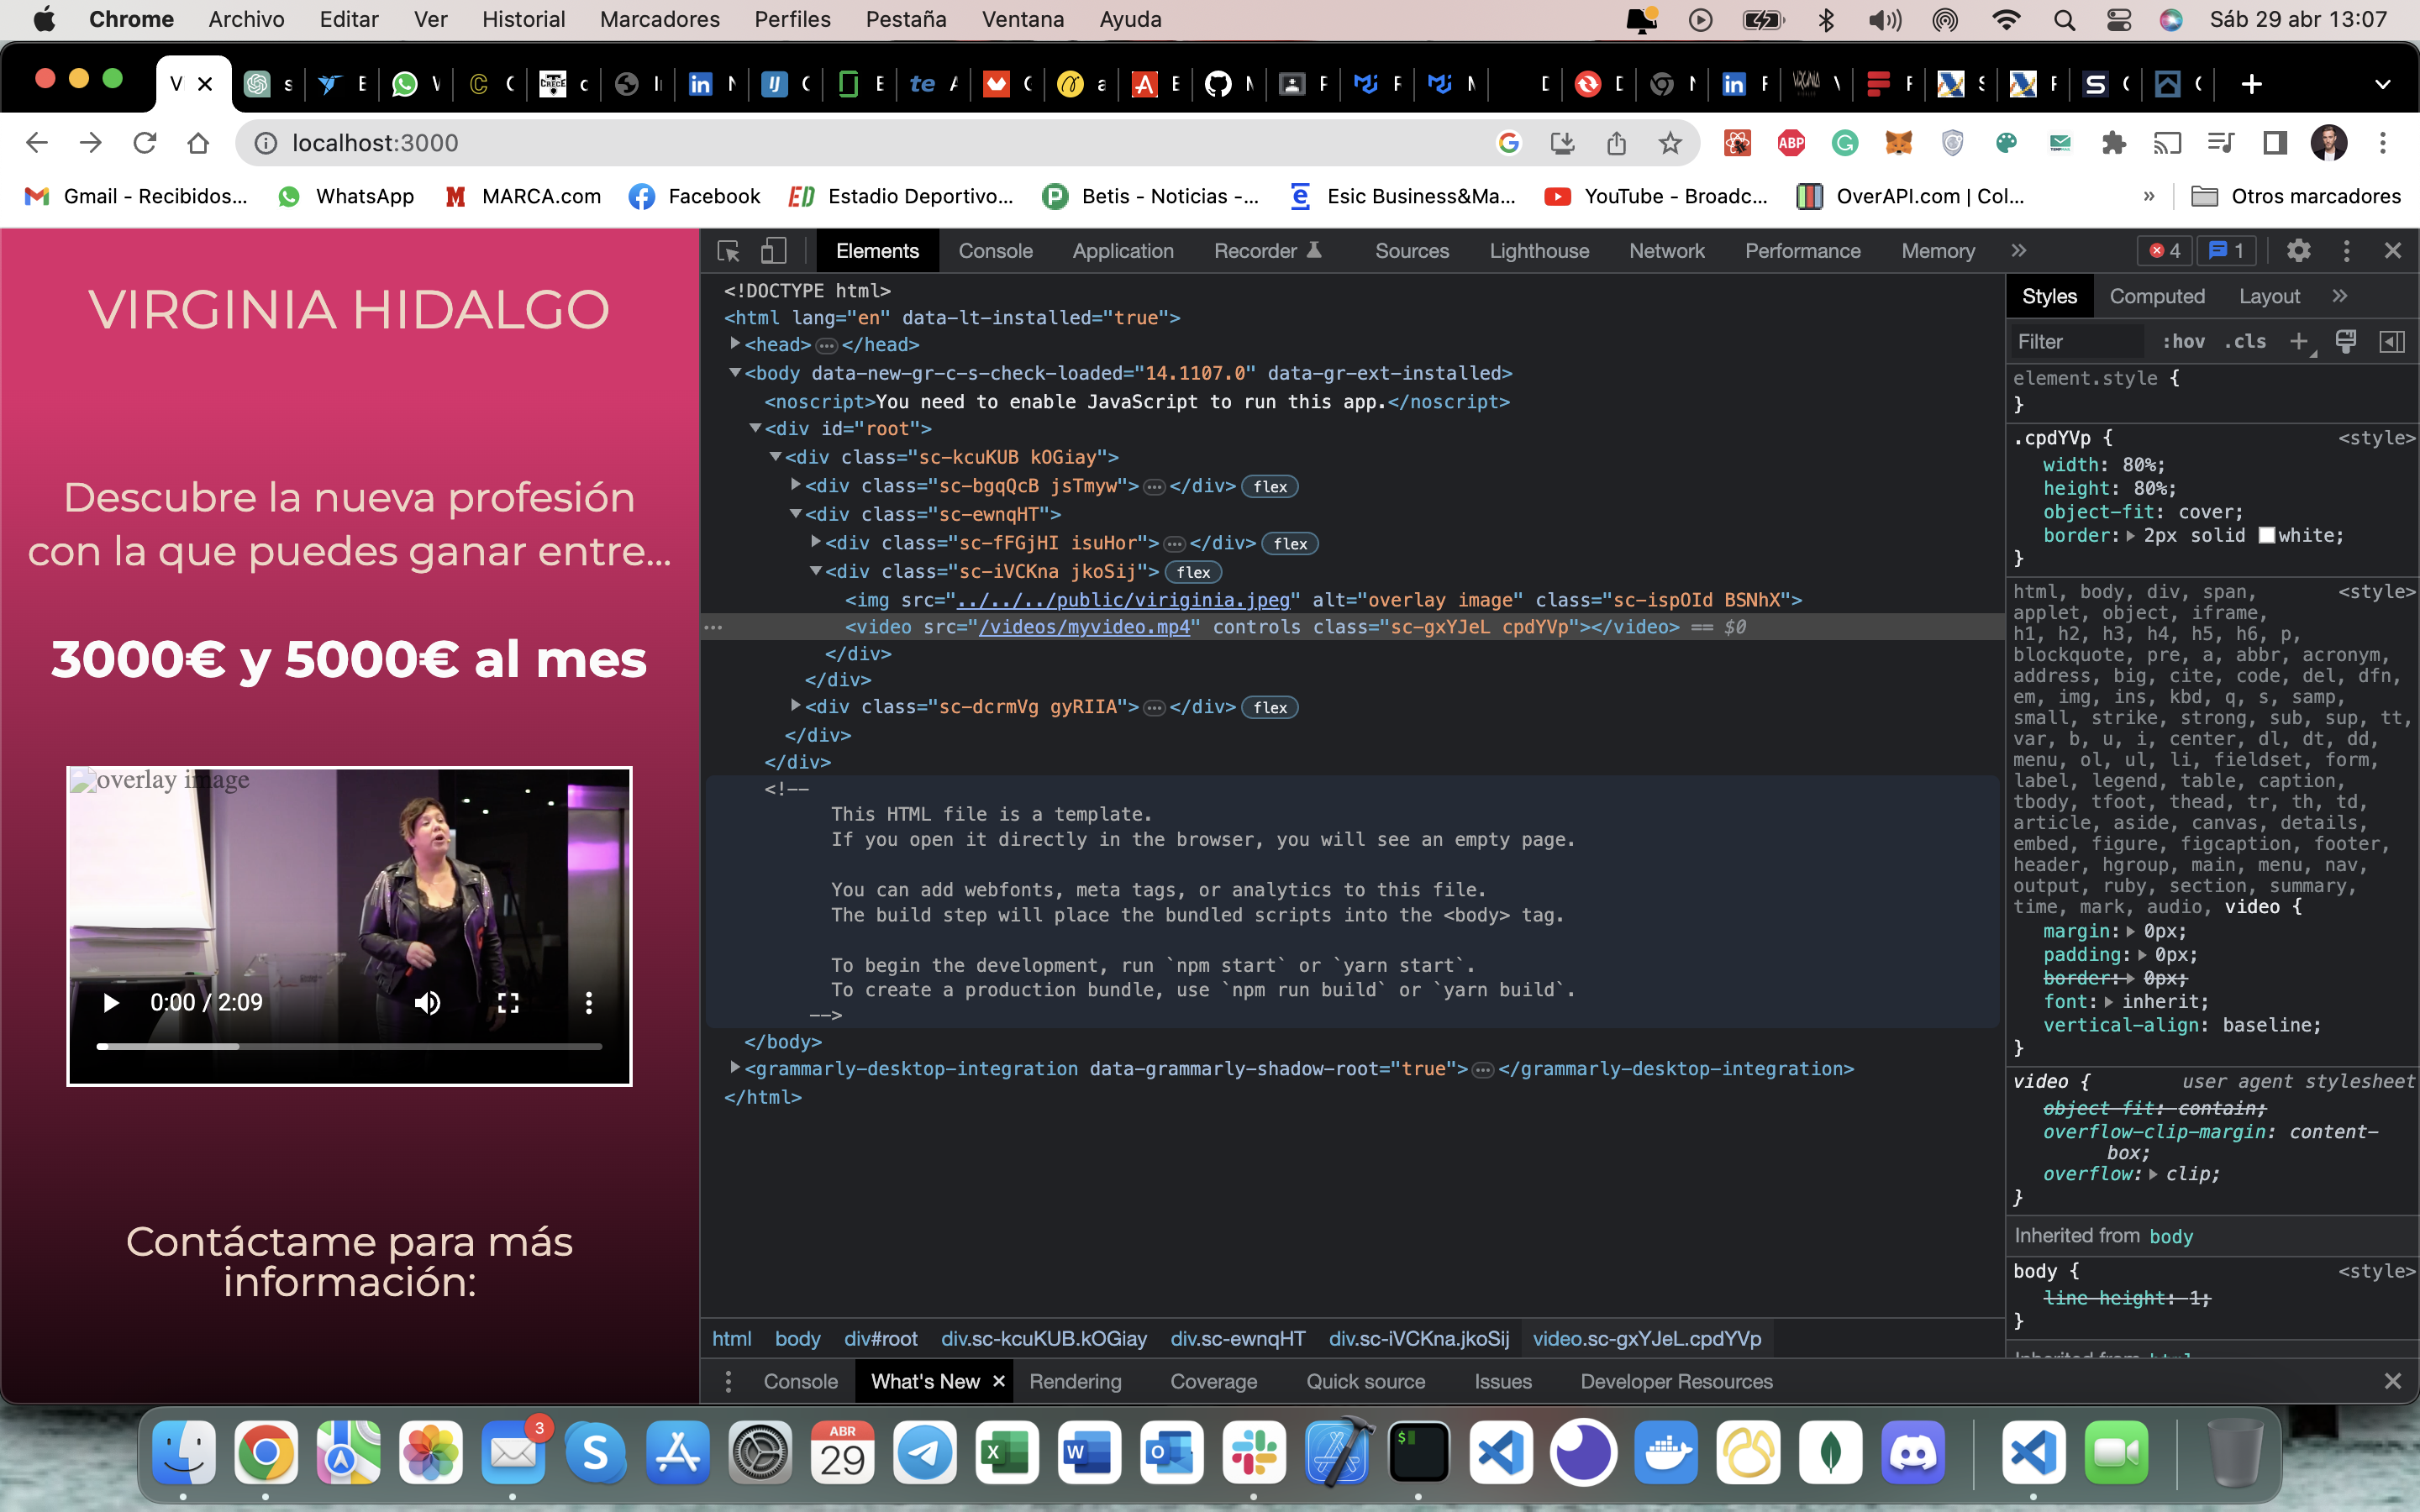 Chrome Archivo Editar Ver Historial Marcadores Perfiles Pestaña Ventana Ayuda Sáb 29 abr 13:07
localhost:3000
Gmail - Recibidos... WhatsApp MARCA.com Facebook Estadio Deportivo... Betis - Noticias -... Esic Business&Ma... YouTube - Broadc... OverAPI.com | Col... » Otros marcadores
VIRGINIA HIDALGO
Descubre la nueva profesión
con la que puedes ganar entre...
3000€ y 5000€ al mes
overlay image
0:00 / 2:09
Contáctame para más
información:
Elements Console Application Recorder Sources Lighthouse Network Performance Memory » 4 1
<!DOCTYPE html>
<html lang="en" data-lt-installed="true">
<head>…</head>
<body data-new-gr-c-s-check-loaded="14.1107.0" data-gr-ext-installed>
<noscript>You need to enable JavaScript to run this app.</noscript>
<div id="root">
<div class="sc-kcuKUB kOGiay">
<div class="sc-bgqQcB jsTmyw">…</div> flex
<div class="sc-ewnqHT">
<div class="sc-fFGjHI isuHor">…</div> flex
<div class="sc-iVCKna jkoSij"> flex
<img src="../../../public/viriginia.jpeg" alt="overlay image" class="sc-ispOId BSNhX">
… <video src="/videos/myvideo.mp4" controls class="sc-gxYJeL cpdYVp"></video> == $0
</div>
</div>
<div class="sc-dcrmVg gyRIIA">…</div> flex
</div>
</div>
<!--
This HTML file is a template.
If you open it directly in the browser, you will see an empty page.
You can add webfonts, meta tags, or analytics to this file.
The build step will place the bundled scripts into the <body> tag.
To begin the development, run `npm start` or `yarn start`.
To create a production bundle, use `npm run build` or `yarn build`.
-->
</body>
<grammarly-desktop-integration data-grammarly-shadow-root="true">…</grammarly-desktop-integration>
</html>
html body div#root div.sc-kcuKUB.kOGiay div.sc-ewnqHT div.sc-iVCKna.jkoSij video.sc-gxYJeL.cpdYVp
Console What's New Rendering Coverage Quick source Issues Developer Resources
Styles Computed Layout »
Filter :hov .cls +
element.style {
}
.cpdYVp { <style>
width: 80%;
height: 80%;
object-fit: cover;
border: 2px solid white;
}
html, body, div, span, <style>
applet, object, iframe,
h1, h2, h3, h4, h5, h6, p,
blockquote, pre, a, abbr, acronym,
address, big, cite, code, del, dfn,
em, img, ins, kbd, q, s, samp,
small, strike, strong, sub, sup, tt,
var, b, u, i, center, dl, dt, dd,
menu, ol, ul, li, fieldset, form,
label, legend, table, caption,
tbody, tfoot, thead, tr, th, td,
article, aside, canvas, details,
embed, figure, figcaption, footer,
header, hgroup, main, menu, nav,
output, ruby, section, summary,
time, mark, audio, video {
margin: 0px;
padding: 0px;
border: 0px;
font: inherit;
vertical-align: baseline;
}
video { user agent stylesheet
object-fit: contain;
overflow-clip-margin: content-
box;
overflow: clip;
}
Inherited from body
body { <style>
line-height: 1;
}
3
ABR
29